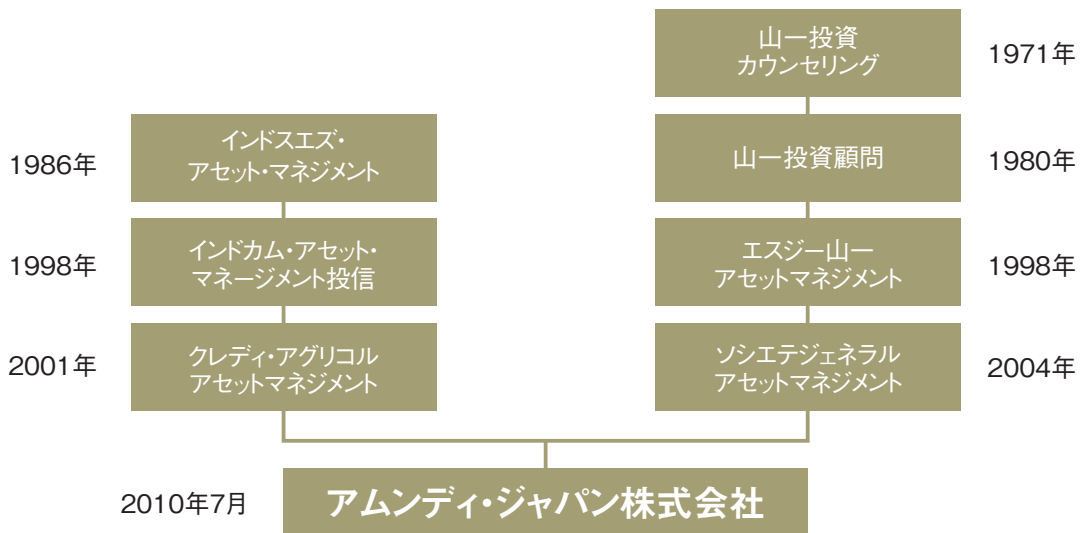 山一投資
カウンセリング
1971年
1986年
インドスエズ・
アセット・マネジメント
山一投資顧問
1980年
1998年
インドカム・アセット・
マネージメント投信
エスジー山一
アセットマネジメント
1998年
2001年
クレディ・アグリコル
アセットマネジメント
ソシエテジェネラル
アセットマネジメント
2004年
2010年7月
アムンディ・ジャパン株式会社